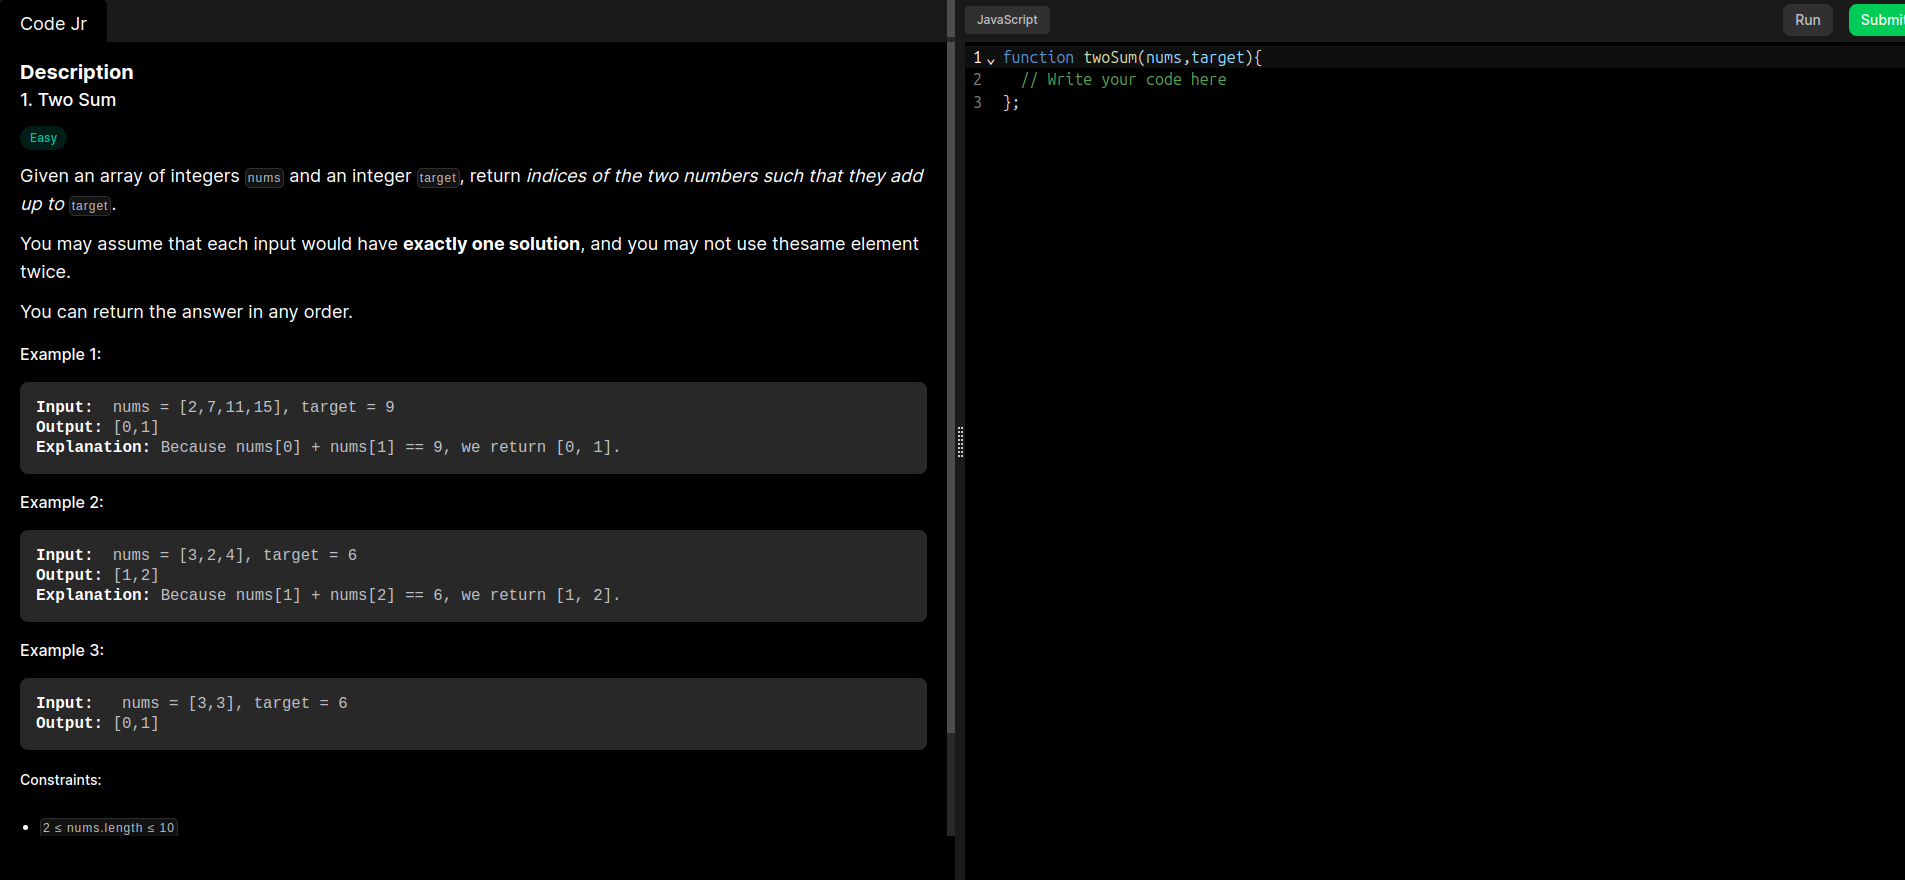 Code Jr
Description
1. Two Sum
Easy
Given an array of integers nums and an integer target, return indices of the two numbers such that they add
up to target.
You may assume that each input would have exactly one solution, and you may not use thesame element
twice.
You can return the answer in any order.
Example 1:
Input:  nums = [2,7,11,15], target = 9
Output: [0,1]
Explanation: Because nums[0] + nums[1] == 9, we return [0, 1].
Example 2:
Input:  nums = [3,2,4], target = 6
Output: [1,2]
Explanation: Because nums[1] + nums[2] == 6, we return [1, 2].
Example 3:
Input:   nums = [3,3], target = 6
Output: [0,1]
Constraints:
• 2 ≤ nums.length ≤ 10
JavaScript
Run
Submit
1 function twoSum(nums,target){
2   // Write your code here
3 };